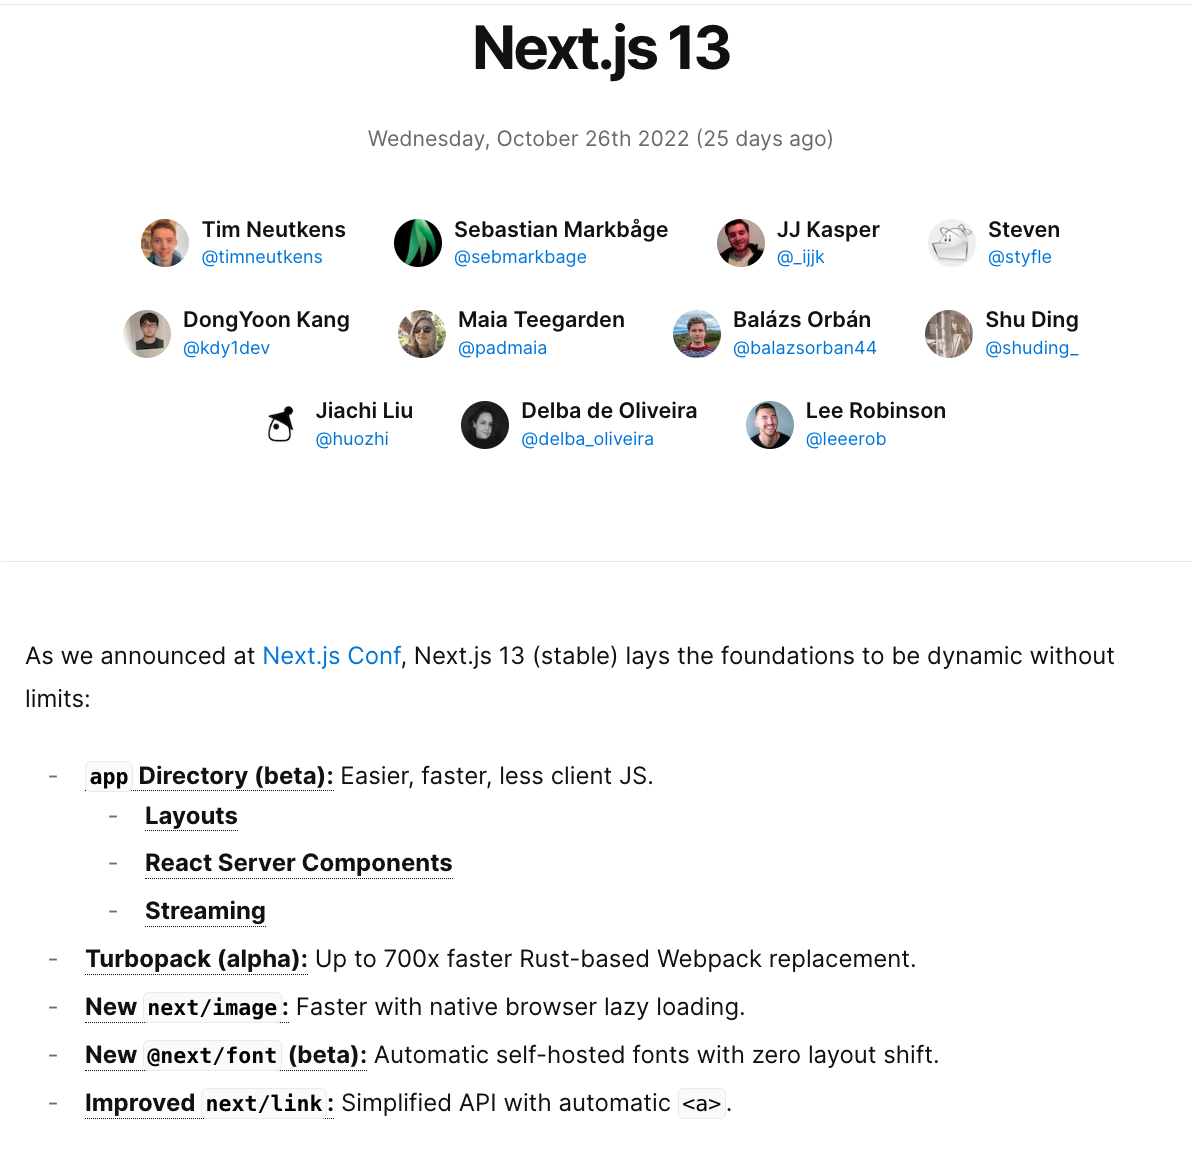 Next.js 13
Wednesday, October 26th 2022 (25 days ago)
Tim Neutkens Sebastian Markbåge JJ Kasper Steven
@timneutkens @sebmarkbage @_ijjk @styfle
DongYoon Kang Maia Teegarden Balázs Orbán Shu Ding
@kdy1dev @padmaia @balazsorban44 @shuding_
Jiachi Liu Delba de Oliveira Lee Robinson
@huozhi @delba_oliveira @leeerob
As we announced at Next.js Conf, Next.js 13 (stable) lays the foundations to be dynamic without
limits:
- app Directory (beta): Easier, faster, less client JS.
- Layouts
- React Server Components
- Streaming
- Turbopack (alpha): Up to 700x faster Rust-based Webpack replacement.
- New next/image: Faster with native browser lazy loading.
- New @next/font (beta): Automatic self-hosted fonts with zero layout shift.
- Improved next/link: Simplified API with automatic <a>.